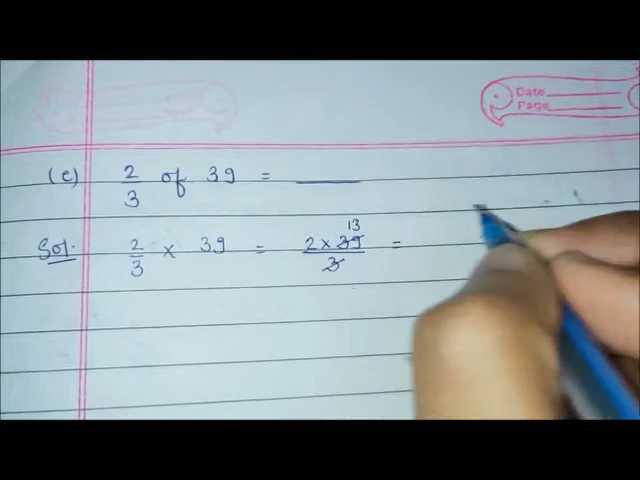 Date
Page
(e) 2/3 of 39 = ____
Sol. 2/3 × 39 = 2 × 39/3 = 
13